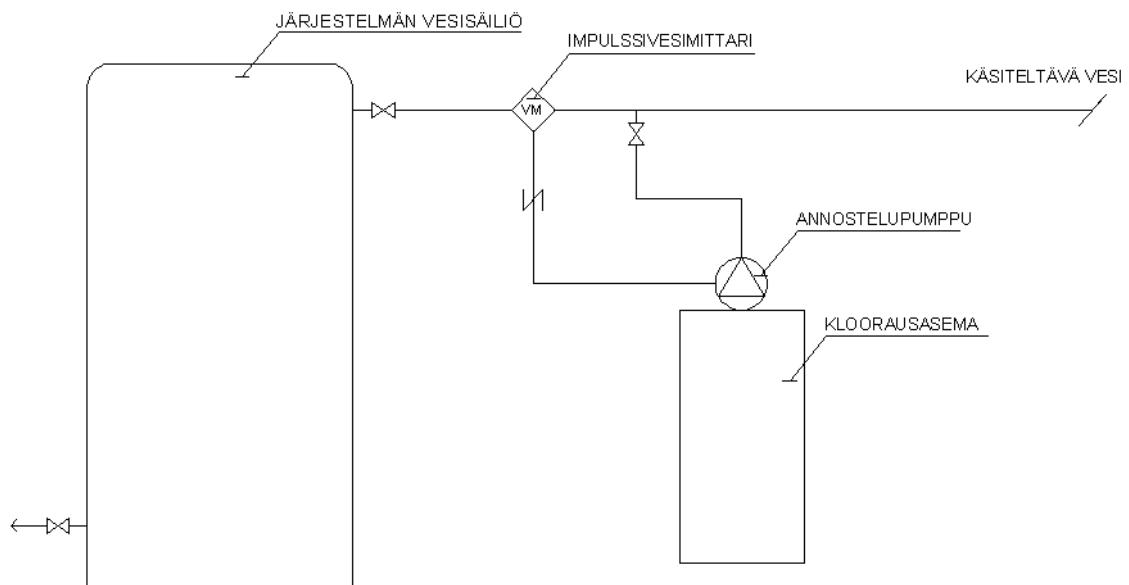 JÄRJESTELMÄN VESISÄILIÖ
IMPULSSIVESIMITTARI
KÄSITELTÄVÄ VESI
VM
ANNOSTELUPUMPPU
KLOORAUSASEMA